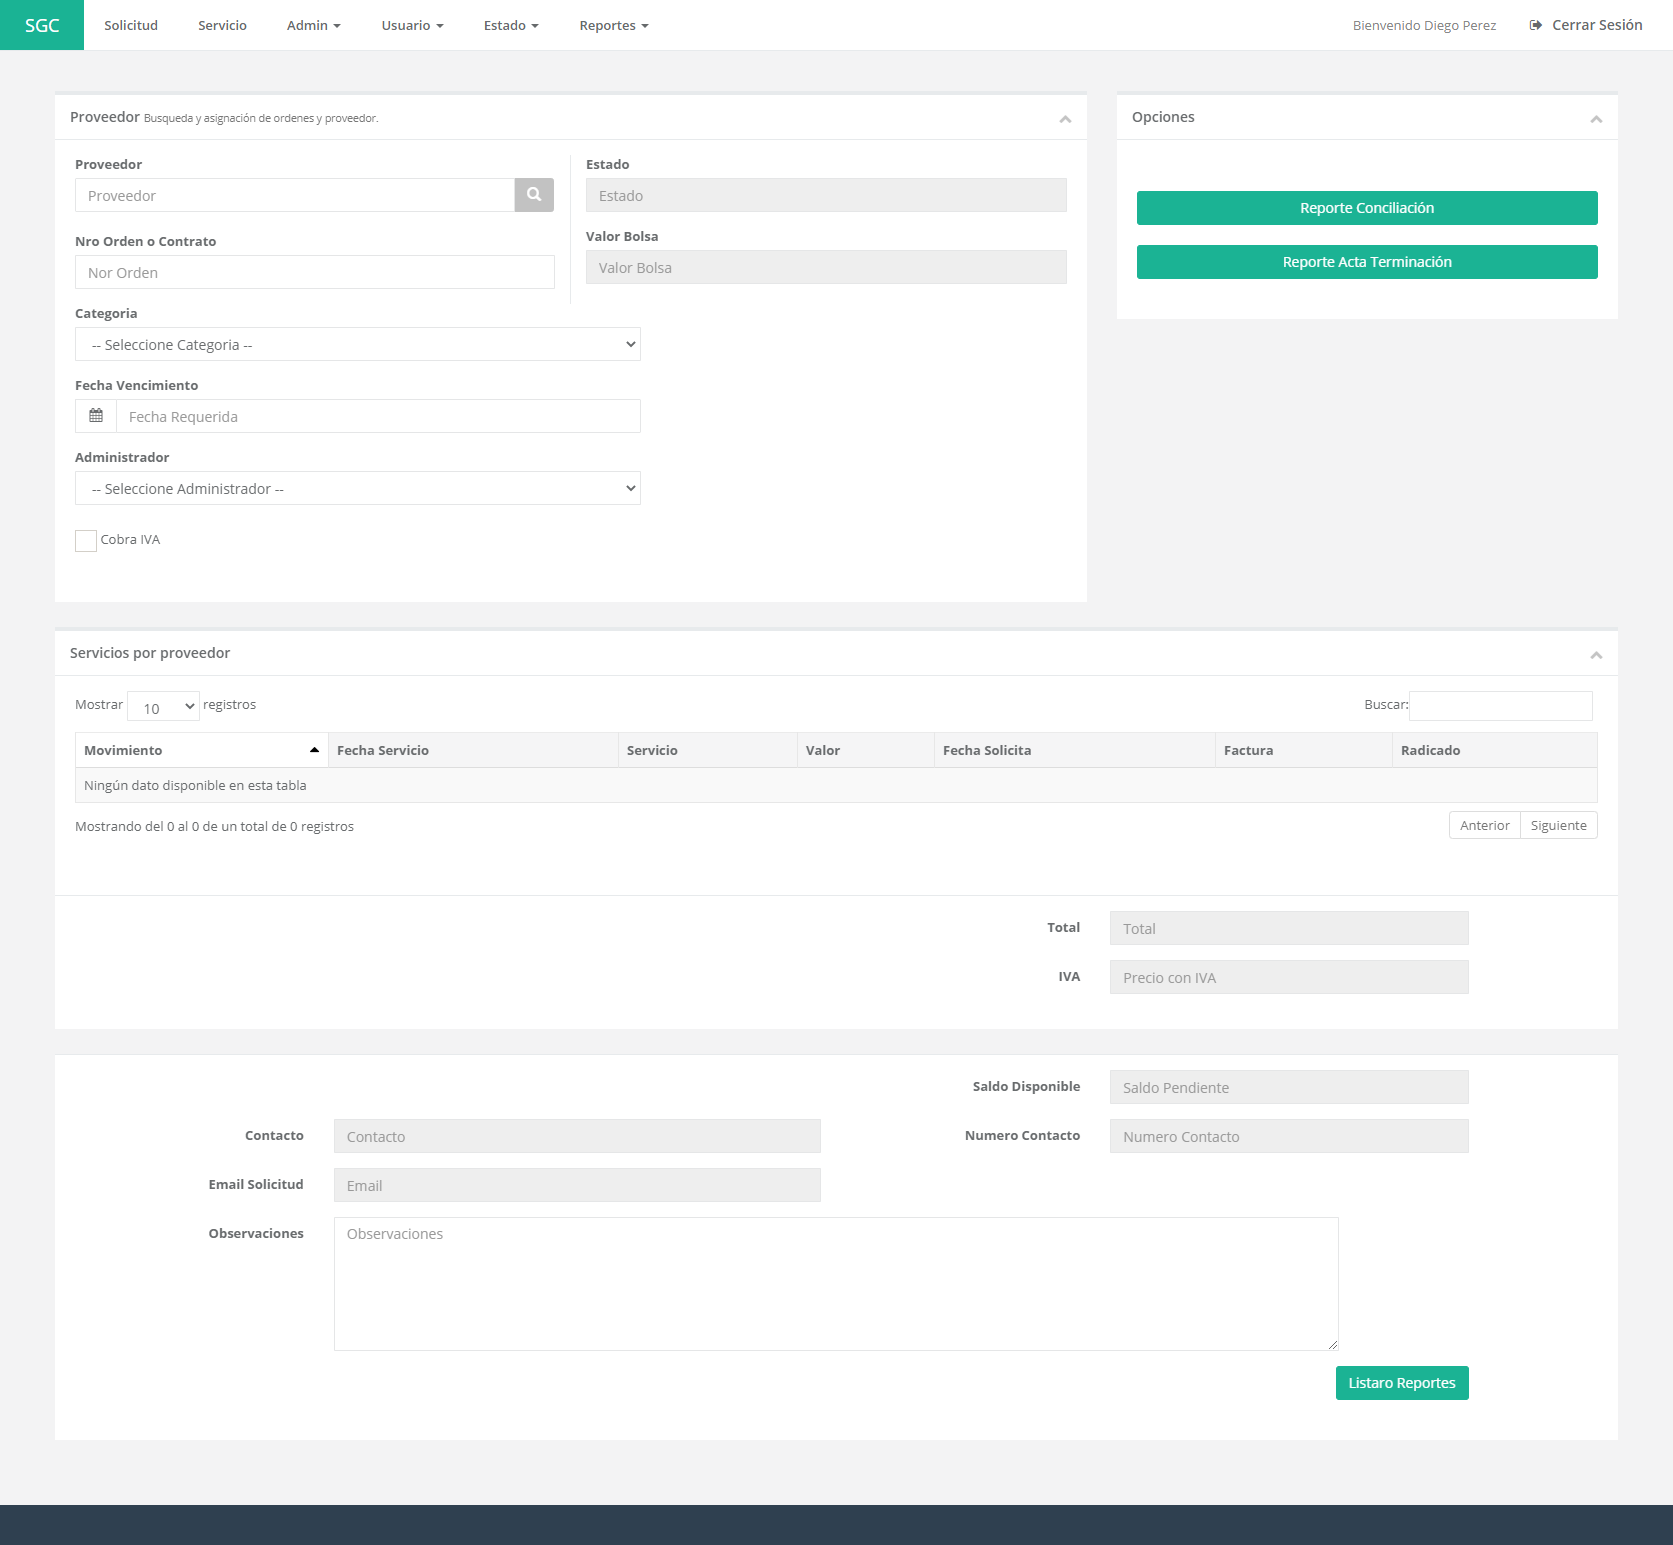 SGC Solicitud Servicio Admin Usuario Estado Reportes Bienvenido Diego Perez Cerrar Sesión
Proveedor Busqueda y asignación de ordenes y proveedor.
Proveedor
Proveedor
Nro Orden o Contrato
Nor Orden
Estado
Estado
Valor Bolsa
Valor Bolsa
Categoria
-- Seleccione Categoria --
Fecha Vencimiento
Fecha Requerida
Administrador
-- Seleccione Administrador --
Cobra IVA
Opciones
Reporte Conciliación
Reporte Acta Terminación
Servicios por proveedor
Mostrar 10 registros Buscar:
Movimiento Fecha Servicio Servicio Valor Fecha Solicita Factura Radicado
Ningún dato disponible en esta tabla
Mostrando del 0 al 0 de un total de 0 registros Anterior Siguiente
Total Total
IVA Precio con IVA
Saldo Disponible Saldo Pendiente
Contacto Contacto Numero Contacto Numero Contacto
Email Solicitud Email
Observaciones Observaciones
Listaro Reportes